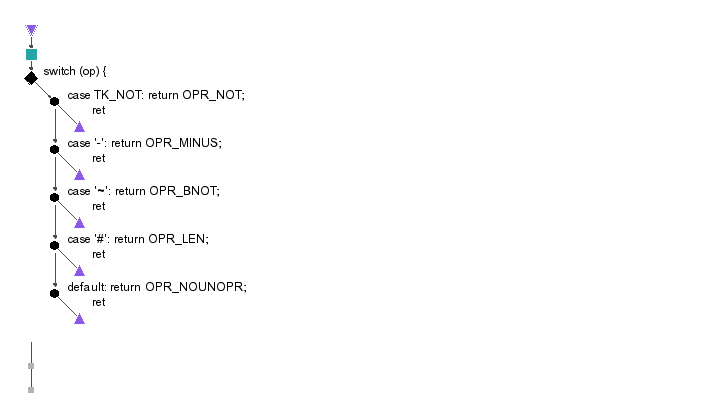 switch (op) {
case TK_NOT: return OPR_NOT;
ret
case '-': return OPR_MINUS;
ret
case '~': return OPR_BNOT;
ret
case '#': return OPR_LEN;
ret
default: return OPR_NOUNOPR;
ret